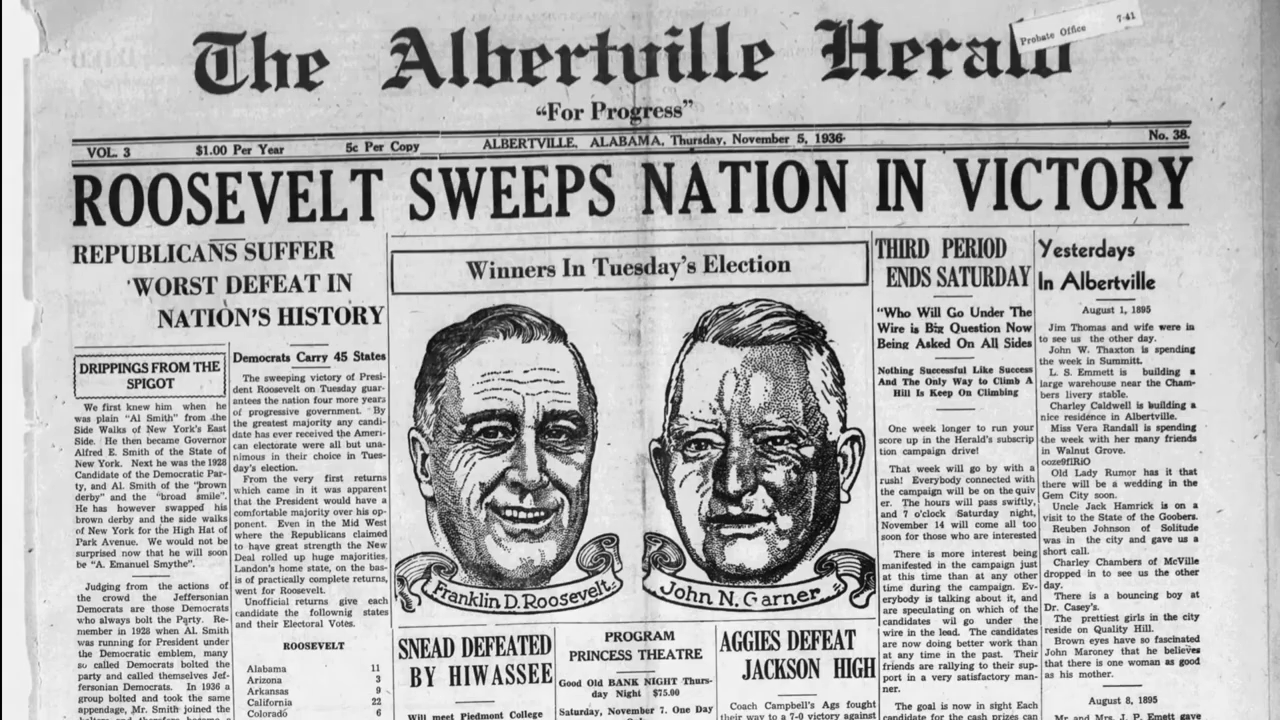 The Albertville Herald
Probate Office 7-41
"For Progress"
VOL. 3 $1.00 Per Year 5c Per Copy ALBERTVILLE, ALABAMA, Thursday, November 5, 1936 No. 38.
ROOSEVELT SWEEPS NATION IN VICTORY
REPUBLICANS SUFFER
WORST DEFEAT IN
NATION'S HISTORY
DRIPPINGS FROM THE
SPIGOT
We first knew him when he
was plain "Al Smith" from the
Side Walks of New York's East
Side. He then became Governor
Alfred E. Smith of the State of
New York. Next he was the 1928
Candidate of the Democratic Par-
ty, and Al. Smith of the "brown
derby" and the "broad smile".
He has however swapped his
brown derby and the side walks
of New York for the High Hat of
Park Avenue. We would not be
surprised now that he will soon
be "A. Emanuel Smythe".
Judging from the actions of
the crowd the Jeffersonian
Democrats are those Democrats
who always bolt the Party. Re-
member in 1928 when Al. Smith
was running for President under
the Democratic emblem, many
so called Democrats bolted the
party and called themselves Jef-
fersonian Democrats. In 1936 a
group bolted and took the same
appendage, Mr. Smith joined the
Democrats Carry 45 States
The sweeping victory of Presi-
dent Roosevelt on Tuesday guar-
antees the nation four more years
of progressive government. By
the greatest majority any candi-
date has ever received the Ameri-
can electorate were all but una-
nimous in their choice in Tues-
day's election.
From the very first returns
which came in it was apparent
that the President would have a
comfortable majority over his op-
ponent. Even in the Mid West
where the Republicans claimed
to have great strength the New
Deal rolled up huge majorities.
Landon's home state, on the bas-
is of practically complete returns,
went for Roosevelt.
Unofficial returns give each
candidate the follownig states
and their Electoral Votes.
ROOSEVELT
Alabama 11
Arizona 3
Arkansas 9
California 22
Colorado 6
Winners In Tuesday's Election
Franklin D. Roosevelt
John N. Garner
SNEAD DEFEATED
BY HIWASSEE
Will meet Piedmont College
PROGRAM
PRINCESS THEATRE
Good Old BANK NIGHT Thurs-
day Night $75.00
Saturday, November 7. One Day
AGGIES DEFEAT
JACKSON HIGH
Coach Campbell's Ags fought
their way to a 7-0 victory against
THIRD PERIOD
ENDS SATURDAY
"Who Will Go Under The
Wire is Big Question Now
Being Asked On All Sides
Nothing Successful Like Success
And The Only Way to Climb A
Hill Is Keep On Climbing
One week longer to run your
score up in the Herald's subscrip
tion campaign drive!
That week will go by with a
rush! Everybody connected with
the campaign will be on the quiv
er. The hours will pass swiftly,
and 7 o'clock Saturday night,
November 14 will come all too
soon for those who are interested
There is more interest being
manifested in the campaign just
at this time than at any other
time during the campaign. Ev-
erybody is talking about it, and
are speculating on which of the
candidates wil go under the
wire in the lead. The candidates
are now doing better work than
at any time in the past. Their
friends are rallying to their sup-
port in a very satisfactory man-
ner.
The goal is now in sight Each
candidate for the cash prizes can
Yesterdays
In Albertville
August 1, 1895
Jim Thomas and wife were in
to see us the other day.
John W. Thaxton is spending
the week in Summitt.
L. S. Emmett is building a
large warehouse near the Cham-
bers livery stable.
Charley Caldwell is building a
nice residence in Albertville.
Miss Vera Randall is spending
the week with her many friends
in Walnut Grove.
ooze9flRiO
Old Lady Rumor has it that
there will be a wedding in the
Gem City soon.
Uncle Jack Hamrick is on a
visit to the State of the Goobers.
Reuben Johnson of Solitude
was in the city and gave us a
short call.
Charley Chambers of McVille
dropped in to see us the other
day.
There is a bouncing boy at
Dr. Casey's.
The prettiest girls in the city
reside on Quality Hill.
Brown eyes have so fascinated
John Maroney that he believes
that there is one woman as good
as his mother.
August 8, 1895
Mr and Mrs. J. P. Emett gave